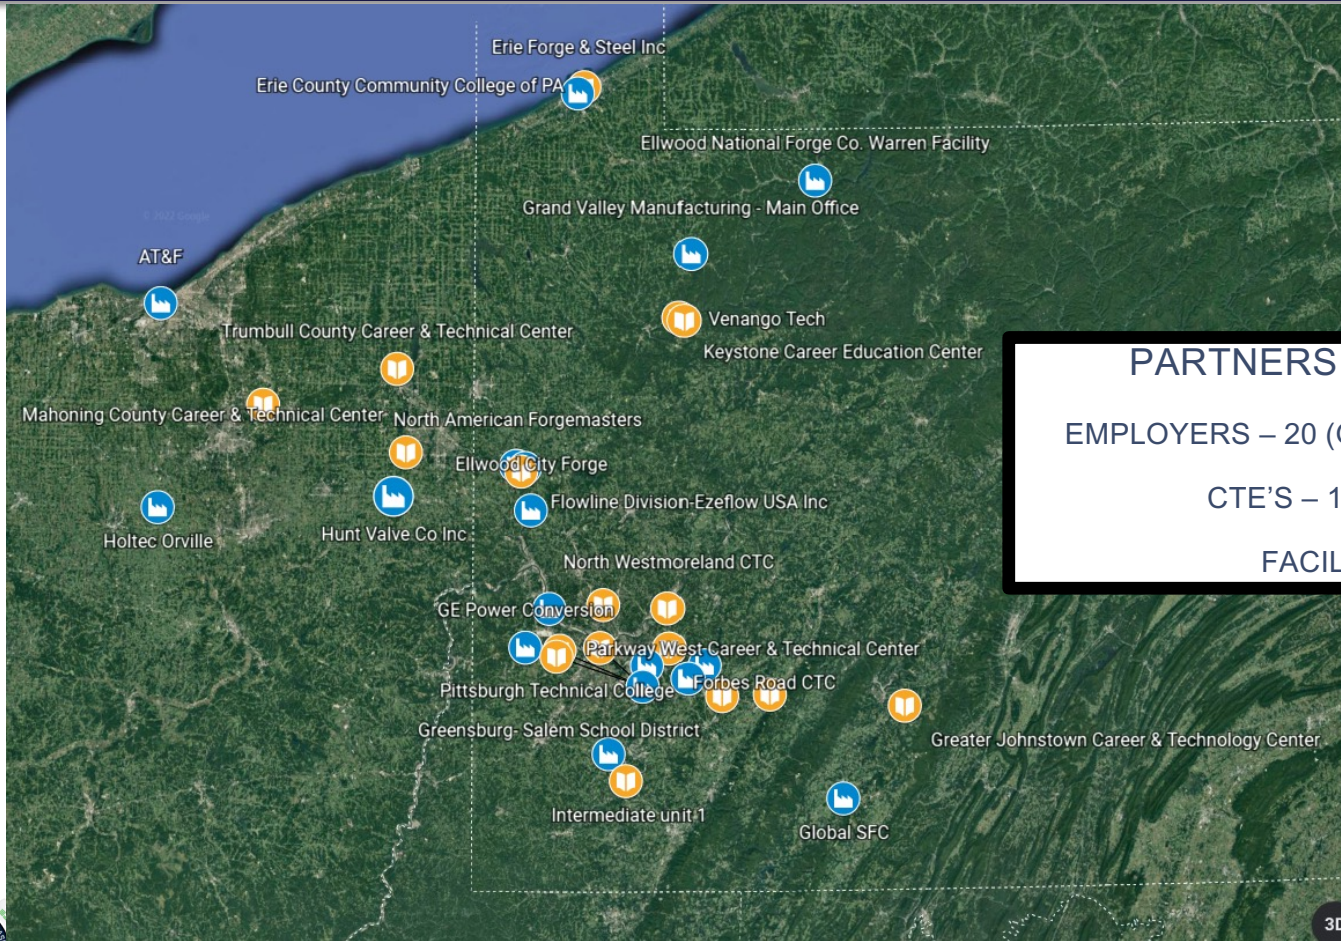 Erie Forge & Steel Inc
Erie County Community College of PA
Ellwood National Forge Co. Warren Facility
Grand Valley Manufacturing - Main Office
© 2022 Google
AT&F
Venango Tech
Trumbull County Career & Technical Center
Keystone Career Education Center
PARTNERS
Mahoning County Career & Technical Center
North American Forgemasters
EMPLOYERS – 20 (
Ellwood City Forge
CTE'S – 1
Flowline Division-Ezeflow USA Inc
Hunt Valve Co Inc
Holtec Orville
North Westmoreland CTC
FACIL
GE Power Conversion
Parkway West Career & Technical Center
Forbes Road CTC
Pittsburgh Technical College
Greensburg- Salem School District
Greater Johnstown Career & Technology Center
Intermediate unit 1
Global SFC
3D